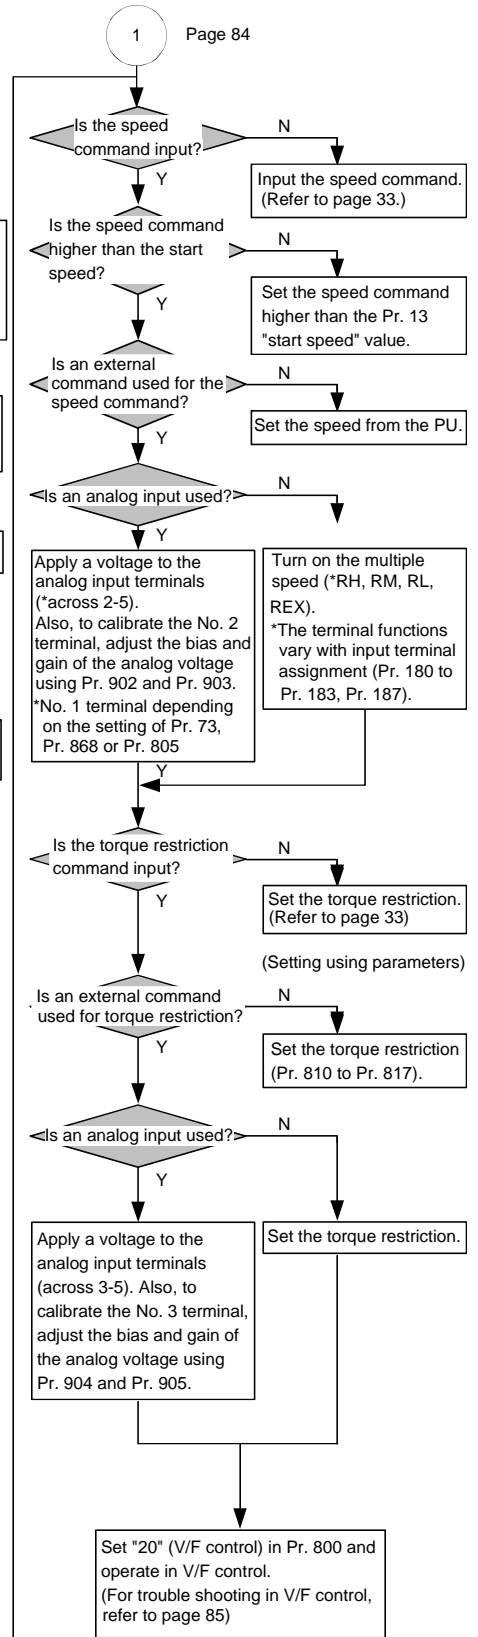 1
Page 84
Is the speed
command input?
N
Y
Input the speed command.
(Refer to page 33.)
Is the speed command
higher than the start
speed?
N
Y
Set the speed command
higher than the Pr. 13
"start speed" value.
Is an external
command used for the
speed command?
N
Y
Set the speed from the PU.
Is an analog input used?
N
Y
Apply a voltage to the
analog input terminals
(*across 2-5).
Also, to calibrate the No. 2
terminal, adjust the bias and
gain of the analog voltage
using Pr. 902 and Pr. 903.
*No. 1 terminal depending
on the setting of Pr. 73,
Pr. 868 or Pr. 805
Turn on the multiple
speed (*RH, RM, RL,
REX).
*The terminal functions
vary with input terminal
assignment (Pr. 180 to
Pr. 183, Pr. 187).
Y
Is the torque restriction
command input?
N
Y
Set the torque restriction.
(Refer to page 33)
(Setting using parameters)
Is an external command
used for torque restriction?
N
Y
Set the torque restriction
(Pr. 810 to Pr. 817).
Is an analog input used?
N
Y
Apply a voltage to the
analog input terminals
(across 3-5). Also, to
calibrate the No. 3 terminal,
adjust the bias and gain of
the analog voltage using
Pr. 904 and Pr. 905.
Set the torque restriction.
Set "20" (V/F control) in Pr. 800 and
operate in V/F control.
(For trouble shooting in V/F control,
refer to page 85)